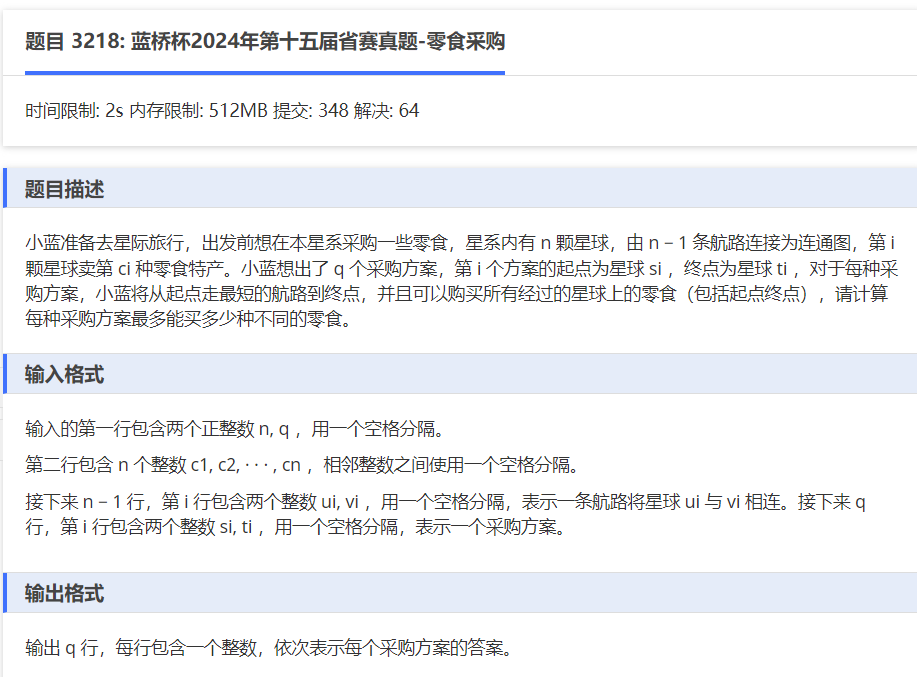 题目 3218: 蓝桥杯2024年第十五届省赛真题-零食采购
时间限制: 2s 内存限制: 512MB 提交: 348 解决: 64
题目描述
小蓝准备去星际旅行，出发前想在本星系采购一些零食，星系内有 n 颗星球，由 n − 1 条航路连接为连通图，第 i
颗星球卖第 ci 种零食特产。小蓝想出了 q 个采购方案，第 i 个方案的起点为星球 si ，终点为星球 ti ，对于每种采
购方案，小蓝将从起点走最短的航路到终点，并且可以购买所有经过的星球上的零食（包括起点终点），请计算
每种采购方案最多能买多少种不同的零食。
输入格式
输入的第一行包含两个正整数 n, q ，用一个空格分隔。
第二行包含 n 个整数 c1, c2, · · · , cn ，相邻整数之间使用一个空格分隔。
接下来 n − 1 行，第 i 行包含两个整数 ui, vi ，用一个空格分隔，表示一条航路将星球 ui 与 vi 相连。接下来 q
行，第 i 行包含两个整数 si, ti ，用一个空格分隔，表示一个采购方案。
输出格式
输出 q 行，每行包含一个整数，依次表示每个采购方案的答案。